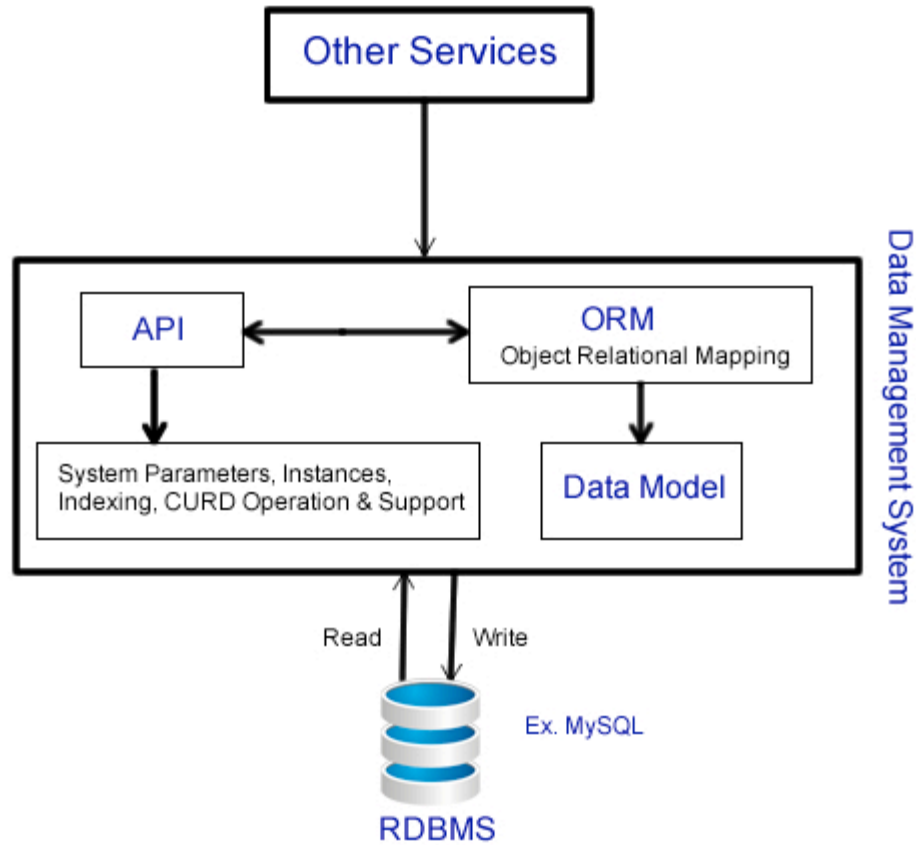 Other Services
Data Management System
API
ORM
Object Relational Mapping
System Parameters, Instances,
Indexing, CURD Operation & Support
Data Model
Read
Write
Ex. MySQL
RDBMS